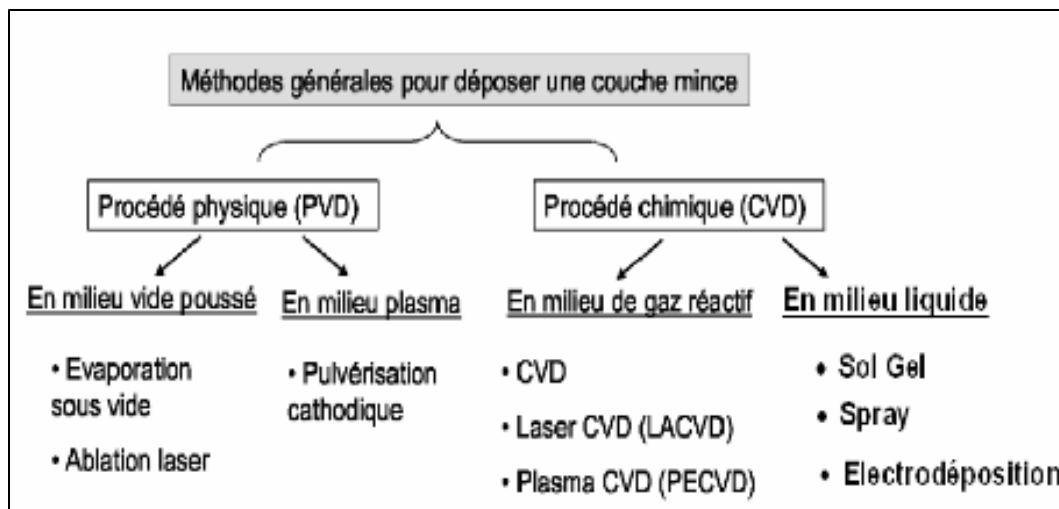 Méthodes générales pour déposer une couche mince
Procédé physique (PVD)
Procédé chimique (CVD)
En milieu vide poussé
• Evaporation
sous vide
• Ablation laser
En milieu plasma
• Pulvérisation
cathodique
En milieu de gaz réactif
• CVD
• Laser CVD (LACVD)
• Plasma CVD (PECVD)
En milieu liquide
• Sol Gel
• Spray
• Electrodéposition